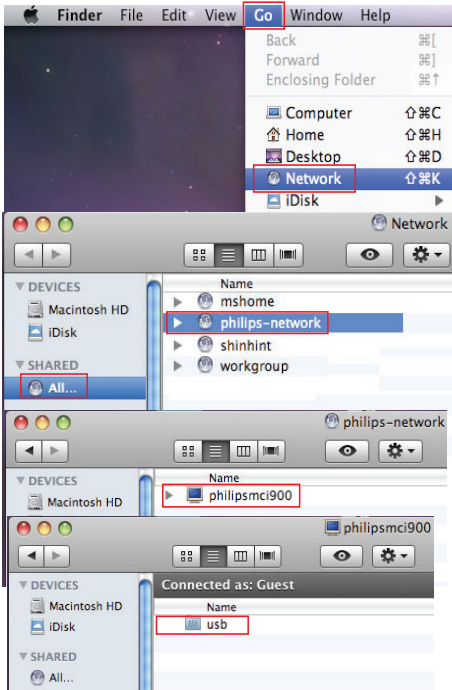 Finder File Edit View Go Window Help
Back ⌘[
Forward ⌘]
Enclosing Folder ⌘↑
Computer ⇧⌘C
Home ⇧⌘H
Desktop ⇧⌘D
Network ⇧⌘K
iDisk
Network
DEVICES
Macintosh HD
iDisk
SHARED
All...
Name
mshome
philips-network
shinhint
workgroup
philips-network
DEVICES
Macintosh HD
Name
philipsmci900
philipsmci900
DEVICES
Macintosh HD
iDisk
SHARED
All...
Connected as: Guest
Name
usb